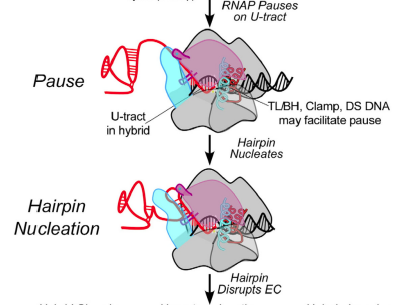 RNAP Pauses
on U-tract
Pause
U-tract
in hybrid
TL/BH, Clamp, DS DNA
may facilitate pause
Hairpin
Nucleates
Hairpin
Nucleation
Hairpin
Disrupts EC